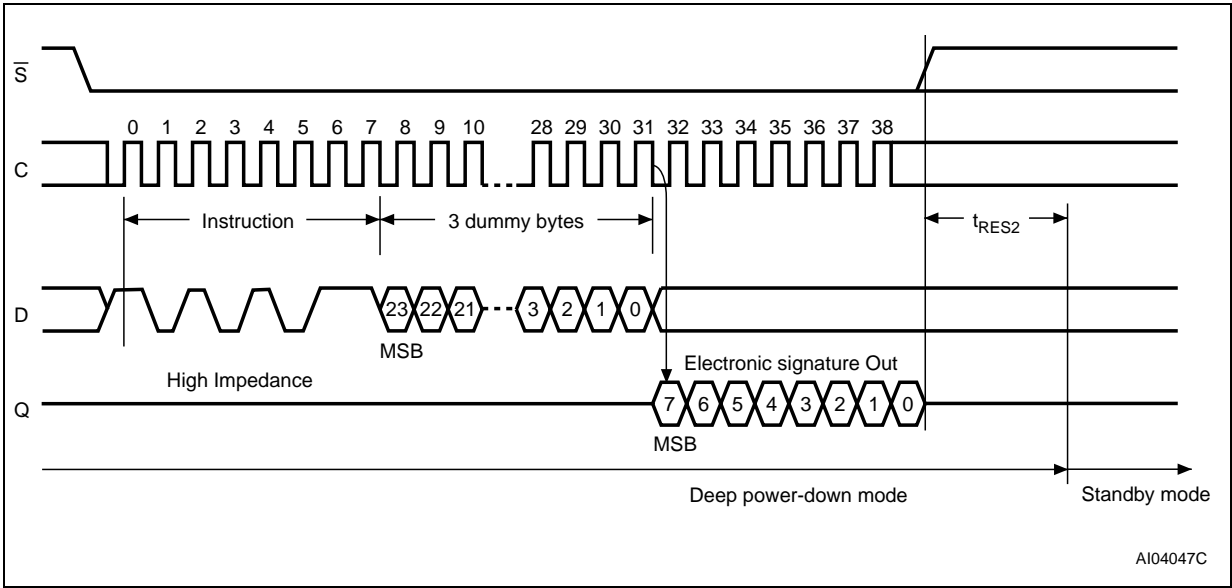 S
0 1 2 3 4 5 6 7 8 9 10 28 29 30 31 32 33 34 35 36 37 38
C
Instruction 3 dummy bytes tRES2
D 23 22 21 3 2 1 0
MSB
High Impedance Electronic signature Out
Q 7 6 5 4 3 2 1 0
MSB
Deep power-down mode Standby mode
AI04047C